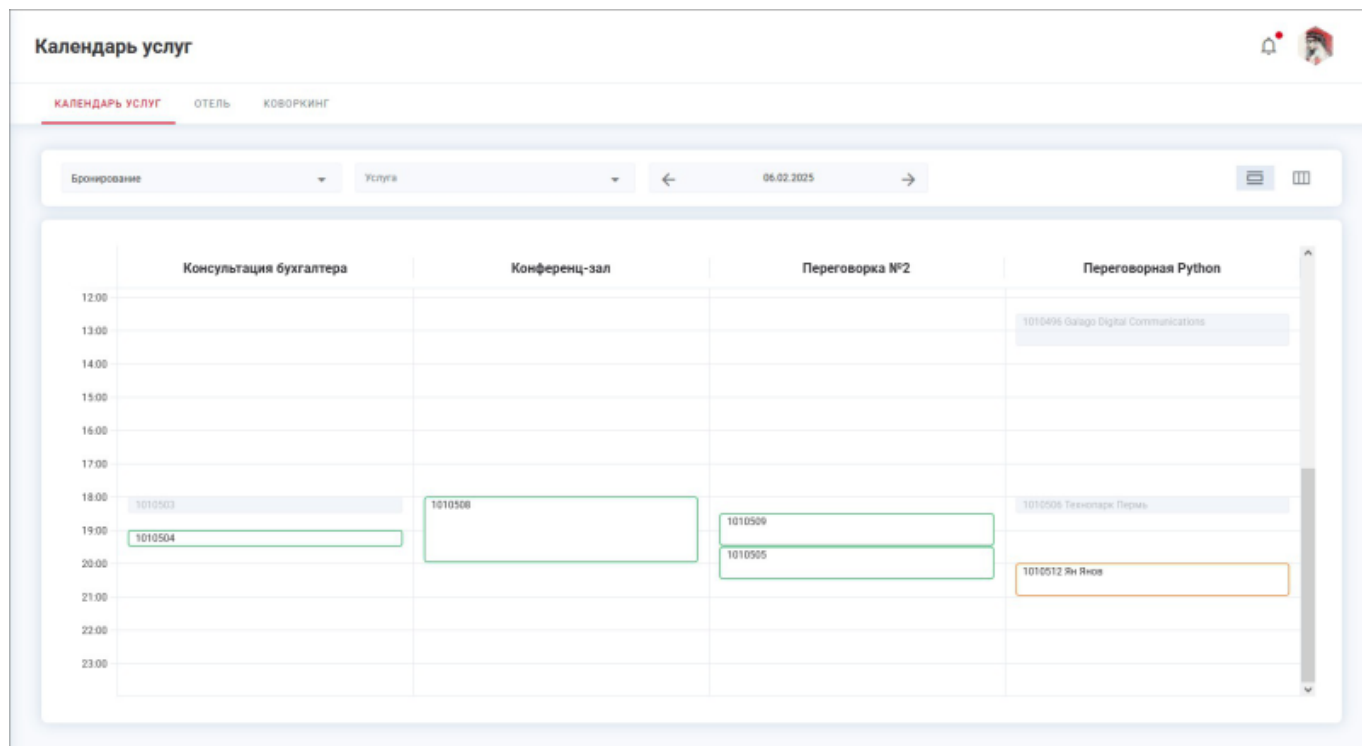 Календарь услуг
КАЛЕНДАРЬ УСЛУГ ОТЕЛЬ КОВОРКИНГ
Бронирование Услуга 06.02.2025
Консультация бухгалтера Конференц-зал Переговорка №2 Переговорная Python
12:00
1010496 Galago Digital Communications
13:00
14:00
15:00
16:00
17:00
18:00 1010503 1010508 1010506 Технопарк Пермь
1010509
19:00 1010504
1010505
20:00
1010512 Ян Янов
21:00
22:00
23:00